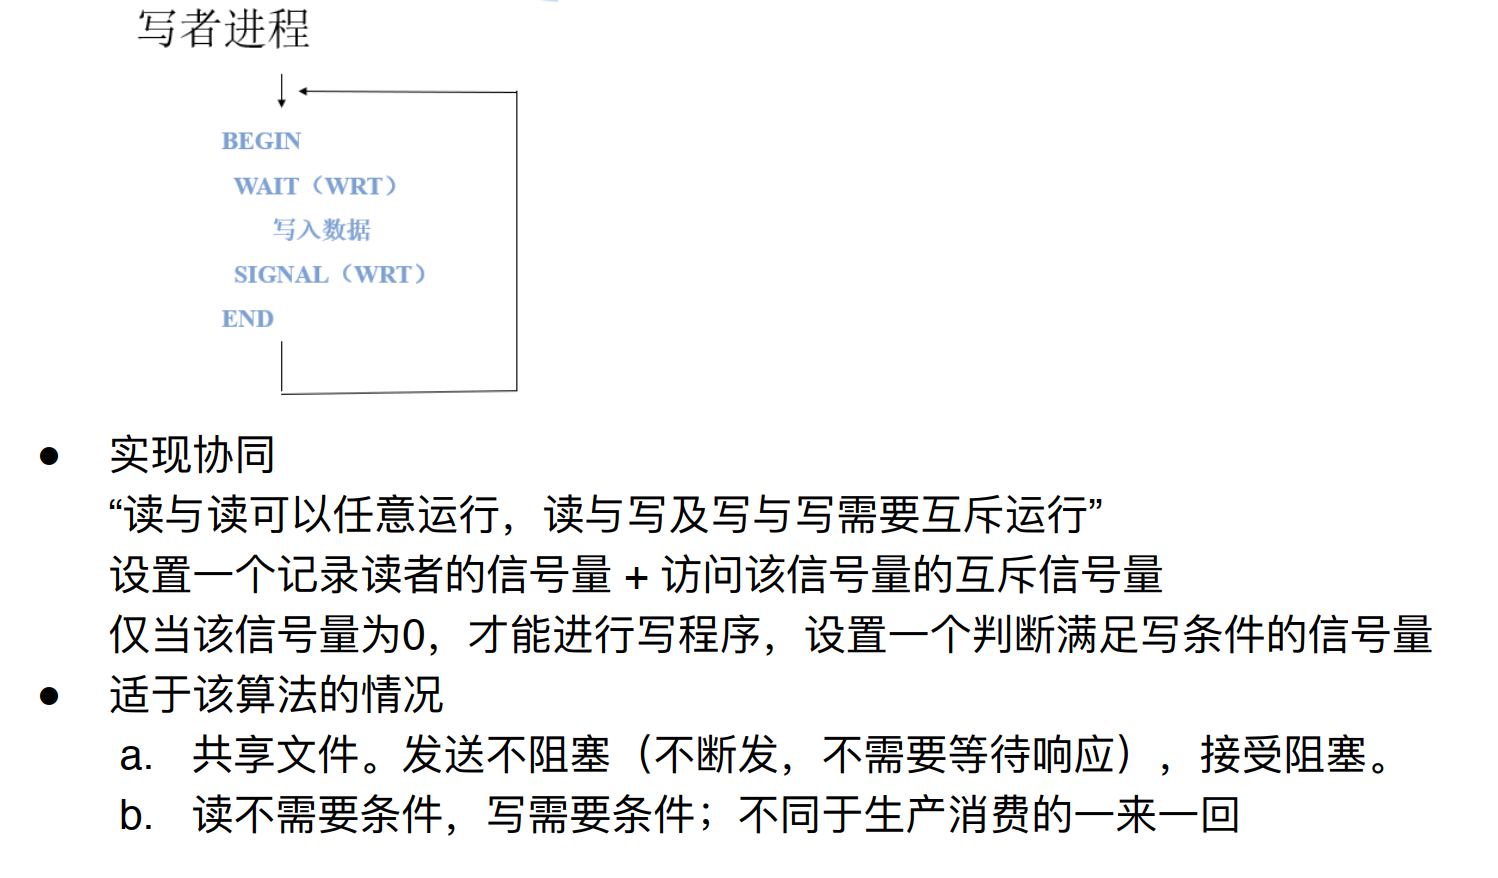 写者进程
BEGIN
WAIT（WRT）
写入数据
SIGNAL（WRT）
END
● 实现协同
“读与读可以任意运行，读与写及写与写需要互斥运行”
设置一个记录读者的信号量 + 访问该信号量的互斥信号量
仅当该信号量为0，才能进行写程序，设置一个判断满足写条件的信号量
● 适于该算法的情况
a. 共享文件。发送不阻塞（不断发，不需要等待响应），接受阻塞。
b. 读不需要条件，写需要条件；不同于生产消费的一来一回